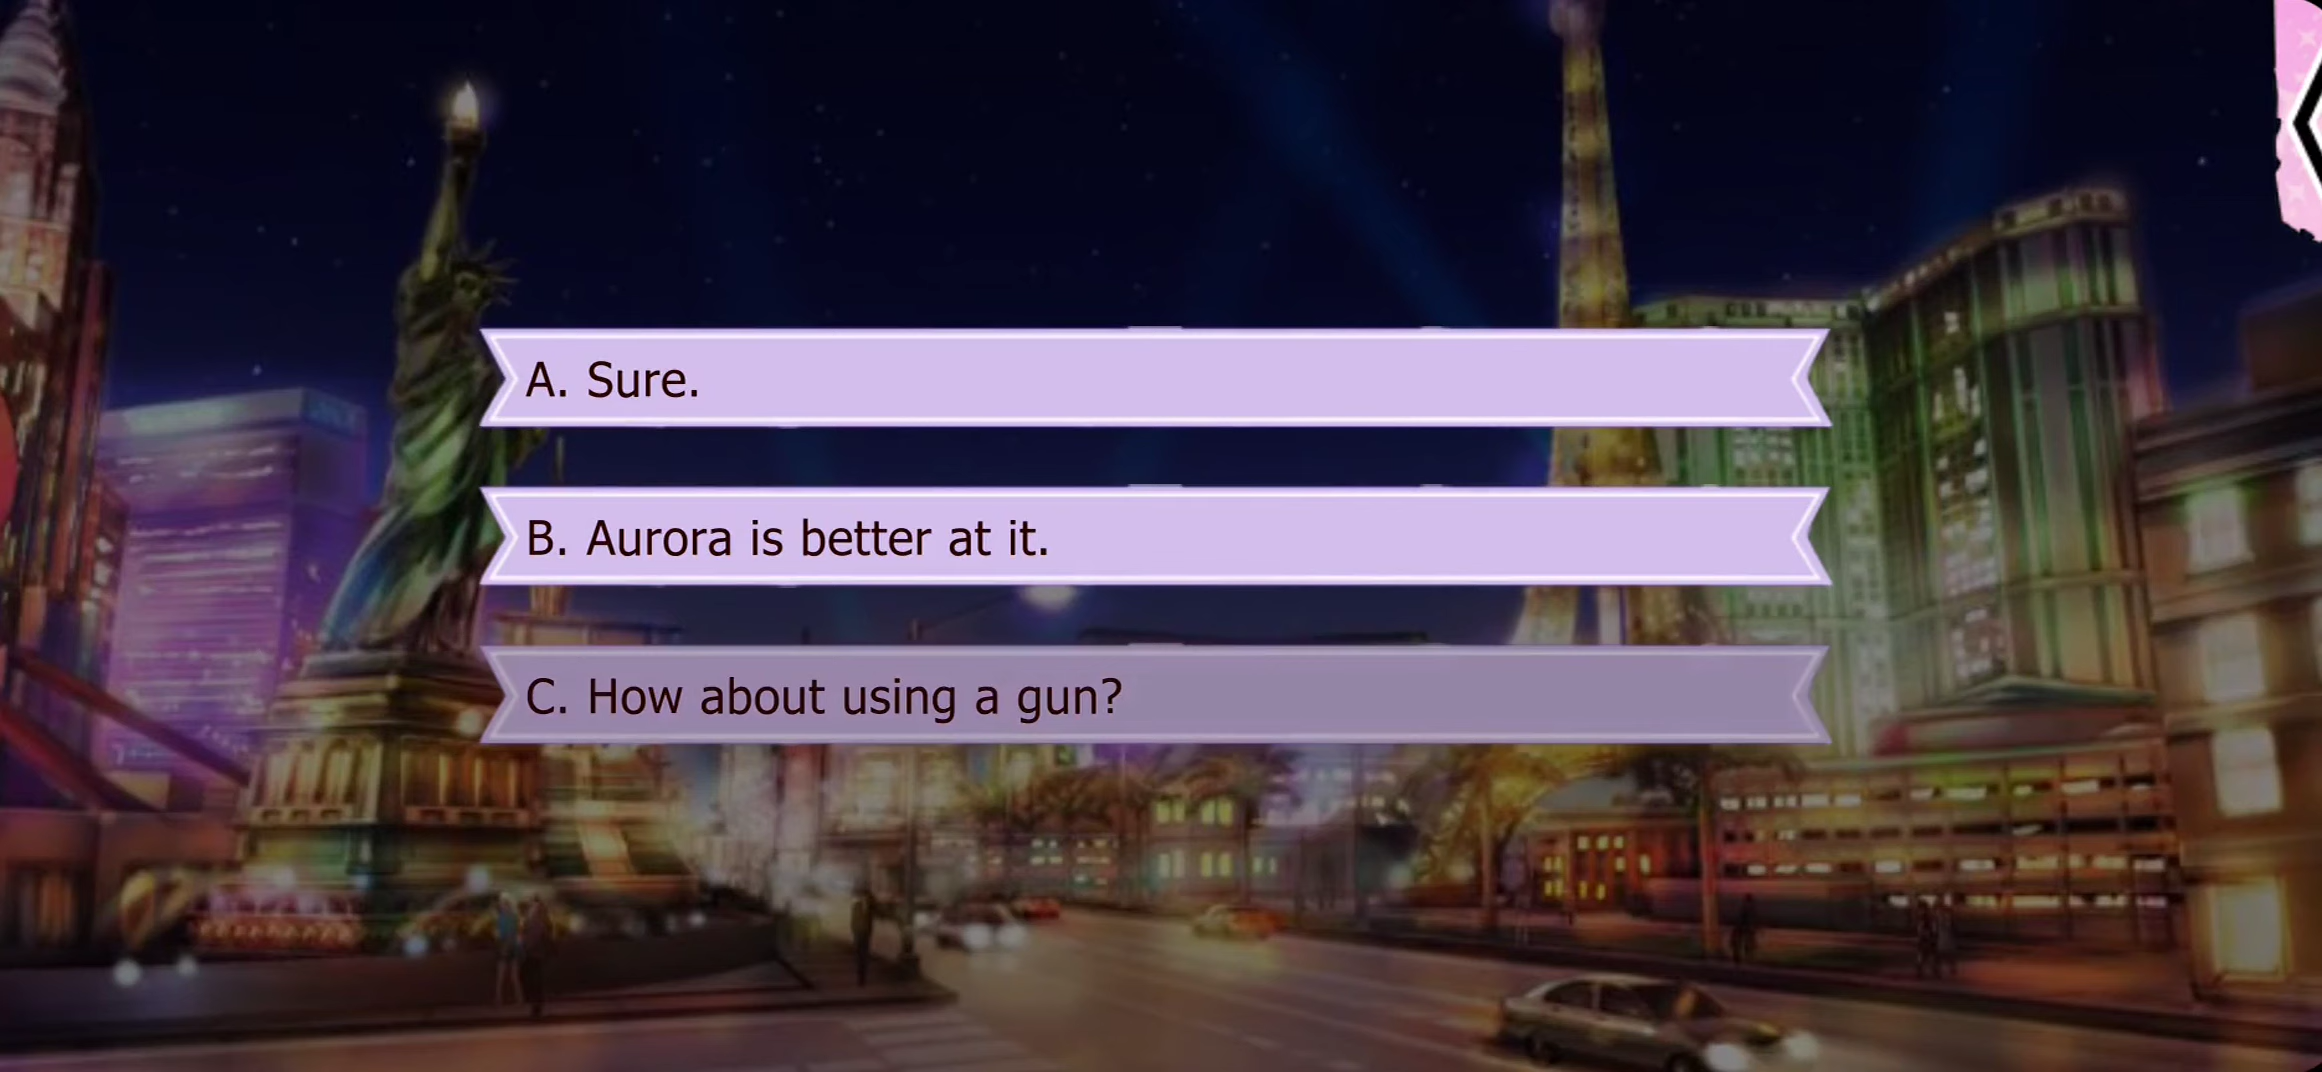 A. Sure.
B. Aurora is better at it.
C. How about using a gun?